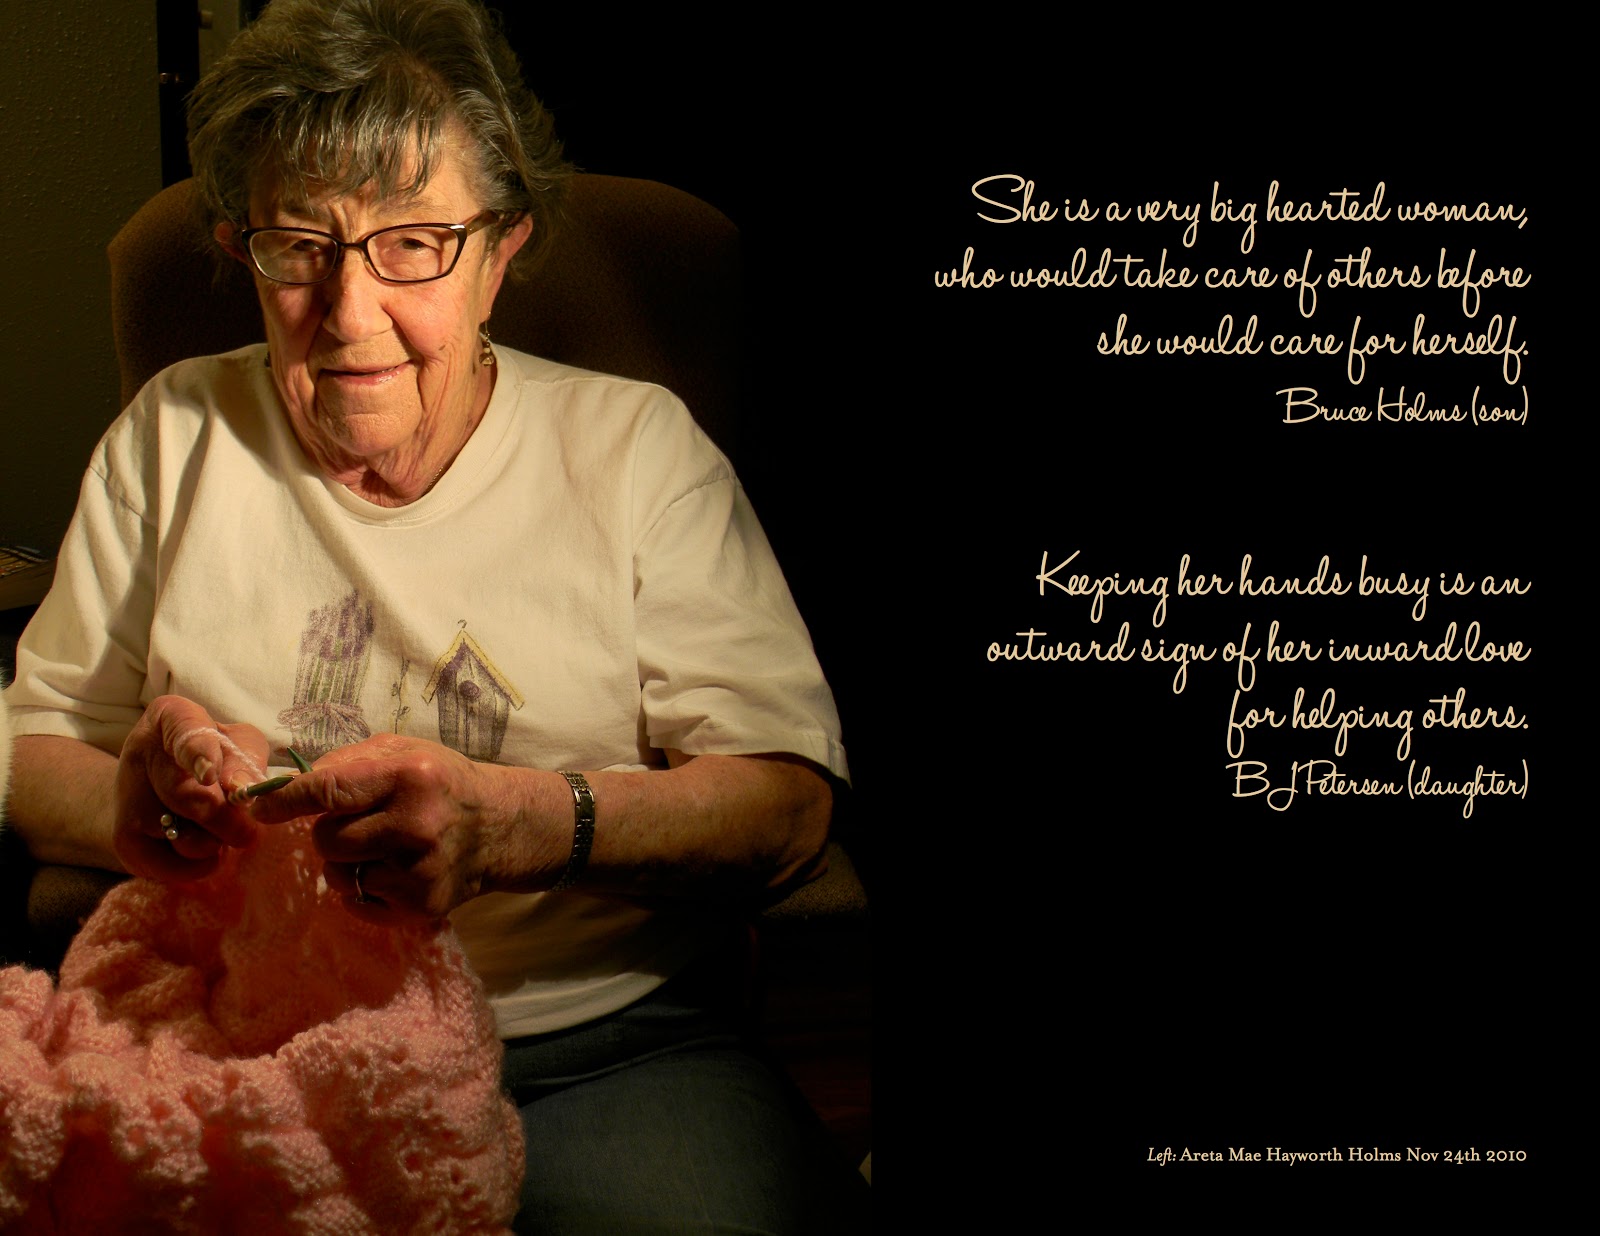 She is a very big hearted woman,
who would take care of others before
she would care for herself.
Bruce Holms (son)
Keeping her hands busy is an
outward sign of her inward love
for helping others.
BJ Petersen (daughter)
Left: Areta Mae Hayworth Holms Nov 24th 2010